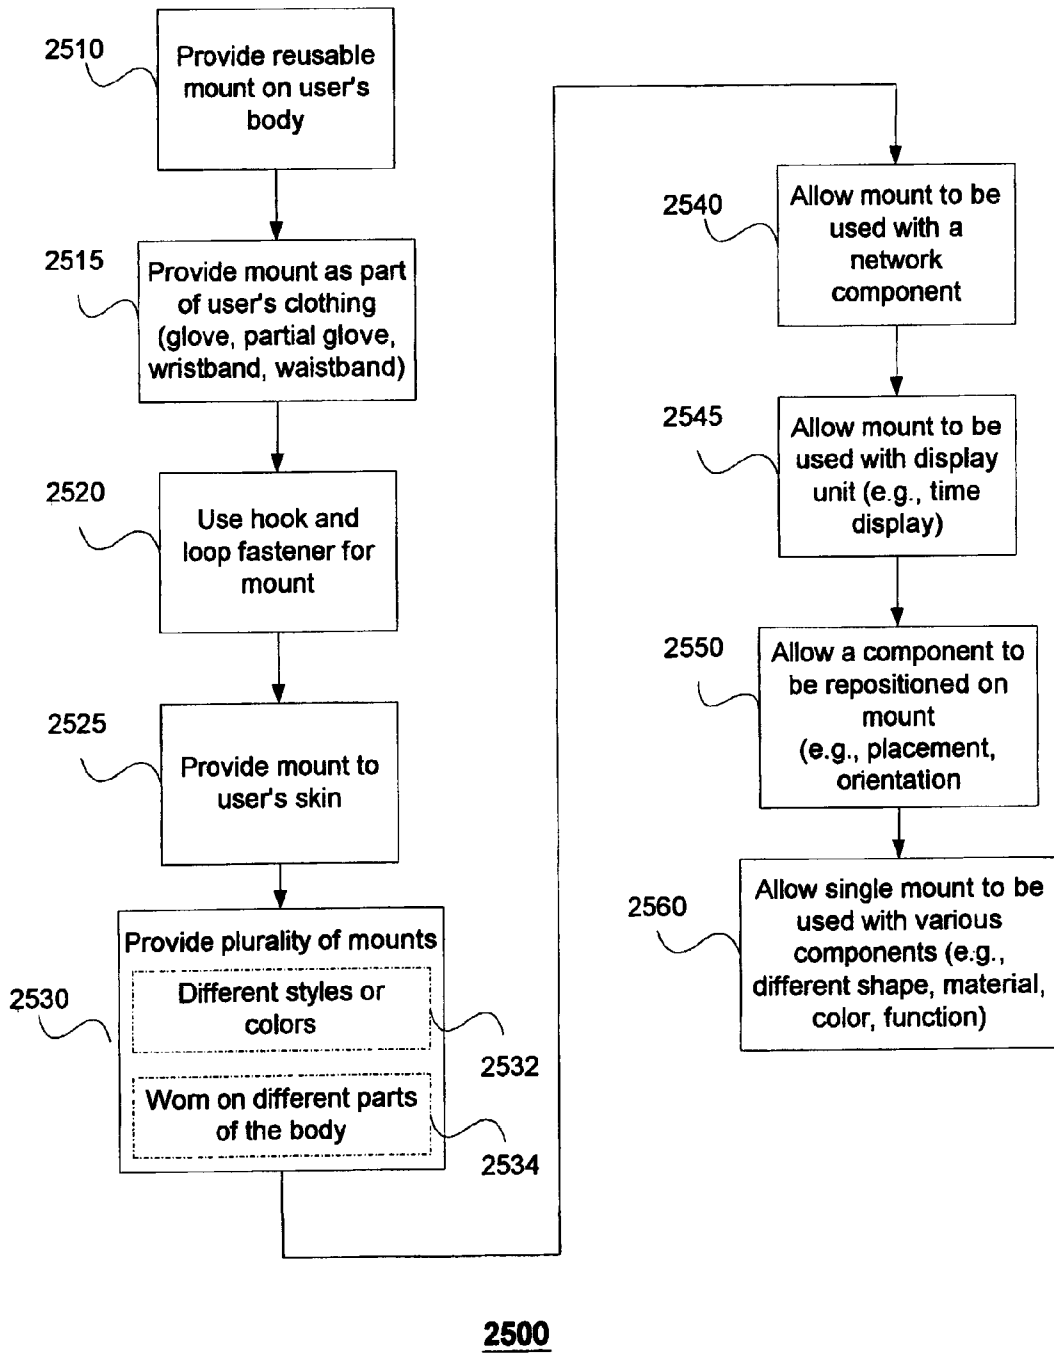 2510
Provide reusable
mount on user's
body
2515
Provide mount as part
of user's clothing
(glove, partial glove,
wristband, waistband)
2520
Use hook and
loop fastener for
mount
2525
Provide mount to
user's skin
2530
Provide plurality of mounts
Different styles or
colors
2532
Worn on different parts
of the body
2534
2540
Allow mount to be
used with a
network
component
2545
Allow mount to be
used with display
unit (e.g., time
display)
2550
Allow a component to
be repositioned on
mount
(e.g., placement,
orientation
2560
Allow single mount to be
used with various
components (e.g.,
different shape, material,
color, function)
2500